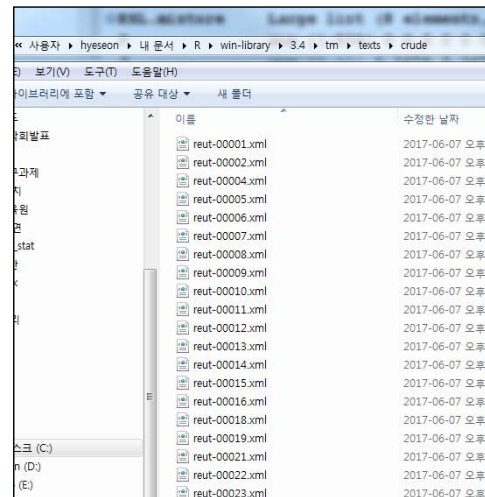 « 사용자 ▸ hyeseon ▸ 내 문서 ▸ R ▸ win-library ▸ 3.4 ▸ tm ▸ texts ▸ crude
보기(V) 도구(T) 도움말(H)
이브러리에 포함 ▾ 공유 대상 ▾ 새 폴더
이름 수정한 날짜
reut-00001.xml 2017-06-07 오후
reut-00002.xml 2017-06-07 오후
reut-00004.xml 2017-06-07 오후
reut-00005.xml 2017-06-07 오후
reut-00006.xml 2017-06-07 오후
reut-00007.xml 2017-06-07 오후
reut-00008.xml 2017-06-07 오후
reut-00009.xml 2017-06-07 오후
reut-00010.xml 2017-06-07 오후
reut-00011.xml 2017-06-07 오후
reut-00012.xml 2017-06-07 오후
reut-00013.xml 2017-06-07 오후
reut-00014.xml 2017-06-07 오후
reut-00015.xml 2017-06-07 오후
reut-00016.xml 2017-06-07 오후
reut-00018.xml 2017-06-07 오후
reut-00019.xml 2017-06-07 오후
reut-00021.xml 2017-06-07 오후
reut-00022.xml 2017-06-07 오후
reut-00023.xml 2017-06-07 오후
회발표
과제
_stat
스크 (C:)
n (D:)
(E:)